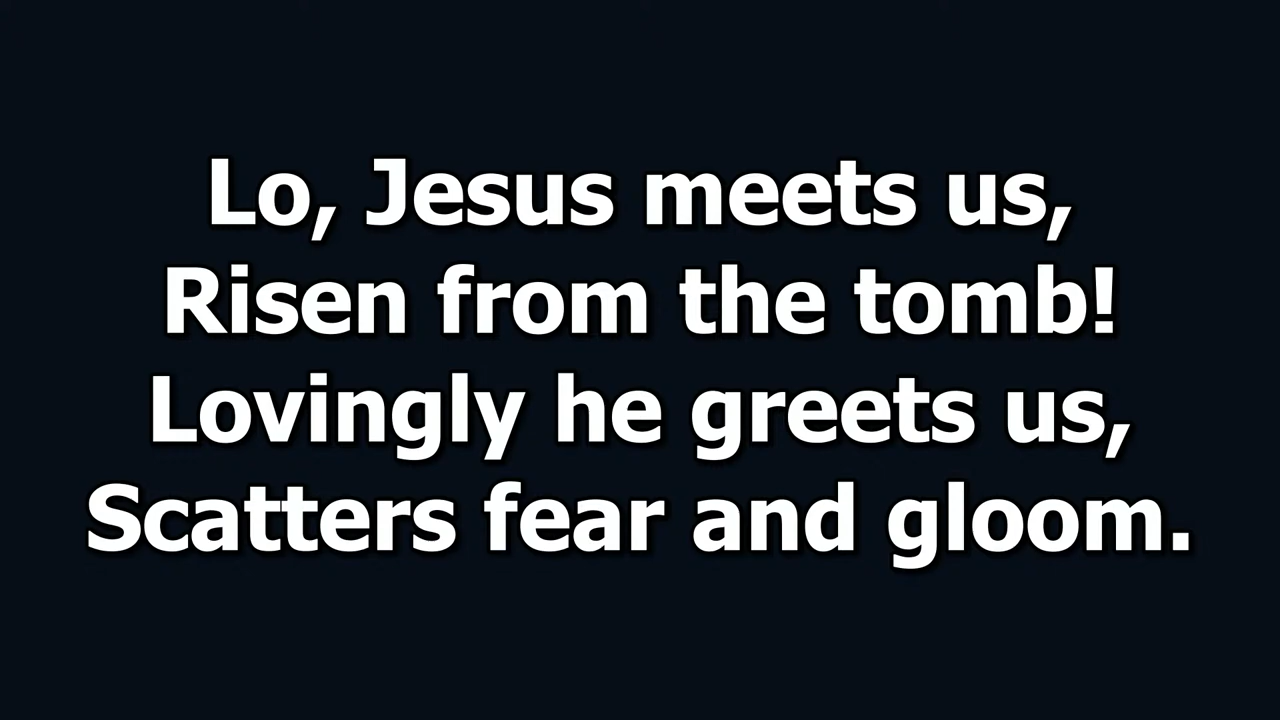 Lo, Jesus meets us,
Risen from the tomb!
Lovingly he greets us,
Scatters fear and gloom.